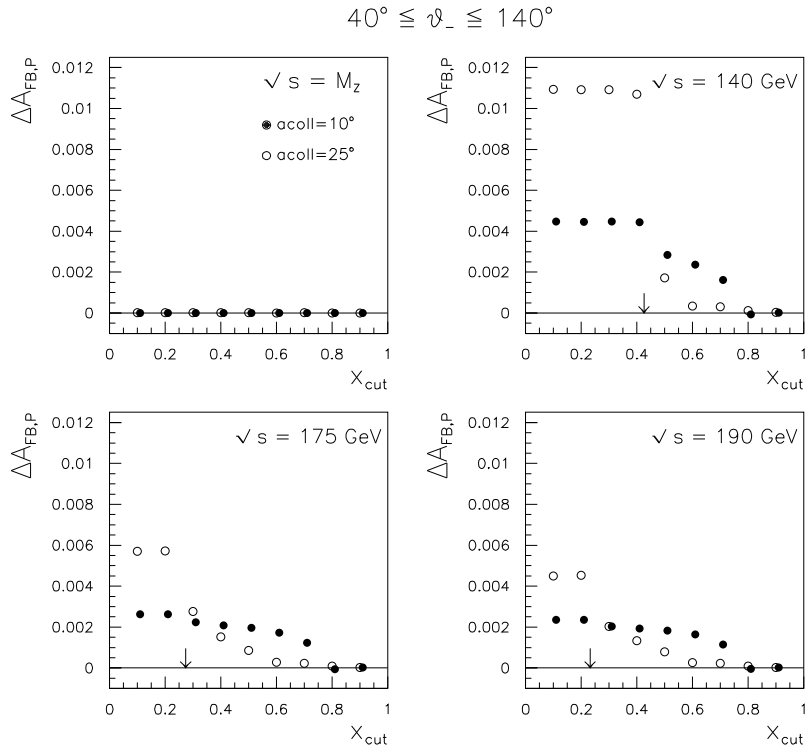 40° ≦ ϑ_ ≦ 140°
ΔA_FB,P
0.012
0.01
0.008
0.006
0.004
0.002
0
√ s = M_z
● acoll=10°
○ acoll=25°
0 0.2 0.4 0.6 0.8 1
X_cut
ΔA_FB,P
0.012
0.01
0.008
0.006
0.004
0.002
0
√ s = 140 GeV
0 0.2 0.4 0.6 0.8 1
X_cut
ΔA_FB,P
0.012
0.01
0.008
0.006
0.004
0.002
0
√ s = 175 GeV
0 0.2 0.4 0.6 0.8 1
X_cut
ΔA_FB,P
0.012
0.01
0.008
0.006
0.004
0.002
0
√ s = 190 GeV
0 0.2 0.4 0.6 0.8 1
X_cut